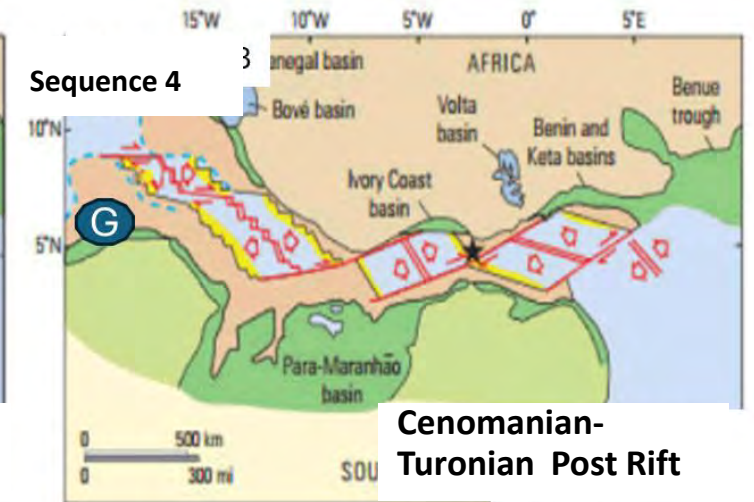 15°W 10°W 5°W 0° 5°E
Sequence 4
enegal basin
AFRICA
Bové basin
Volta
basin
Benue
trough
10°N
Benin and
Keta basins
Ivory Coast
basin
G
5°N
Para-Maranhão
basin
0 500 km
0 300 mi
SOU
Cenomanian-
Turonian Post Rift